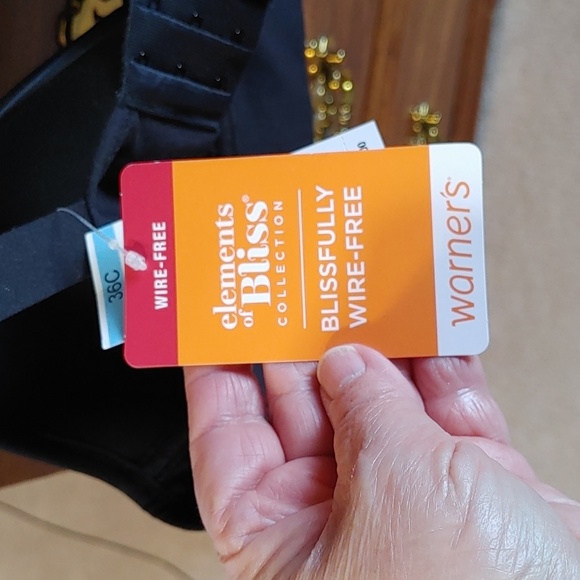 WIRE-FREE
elements
of Bliss®
COLLECTION
BLISSFULLY
WIRE-FREE
warner's®
36C